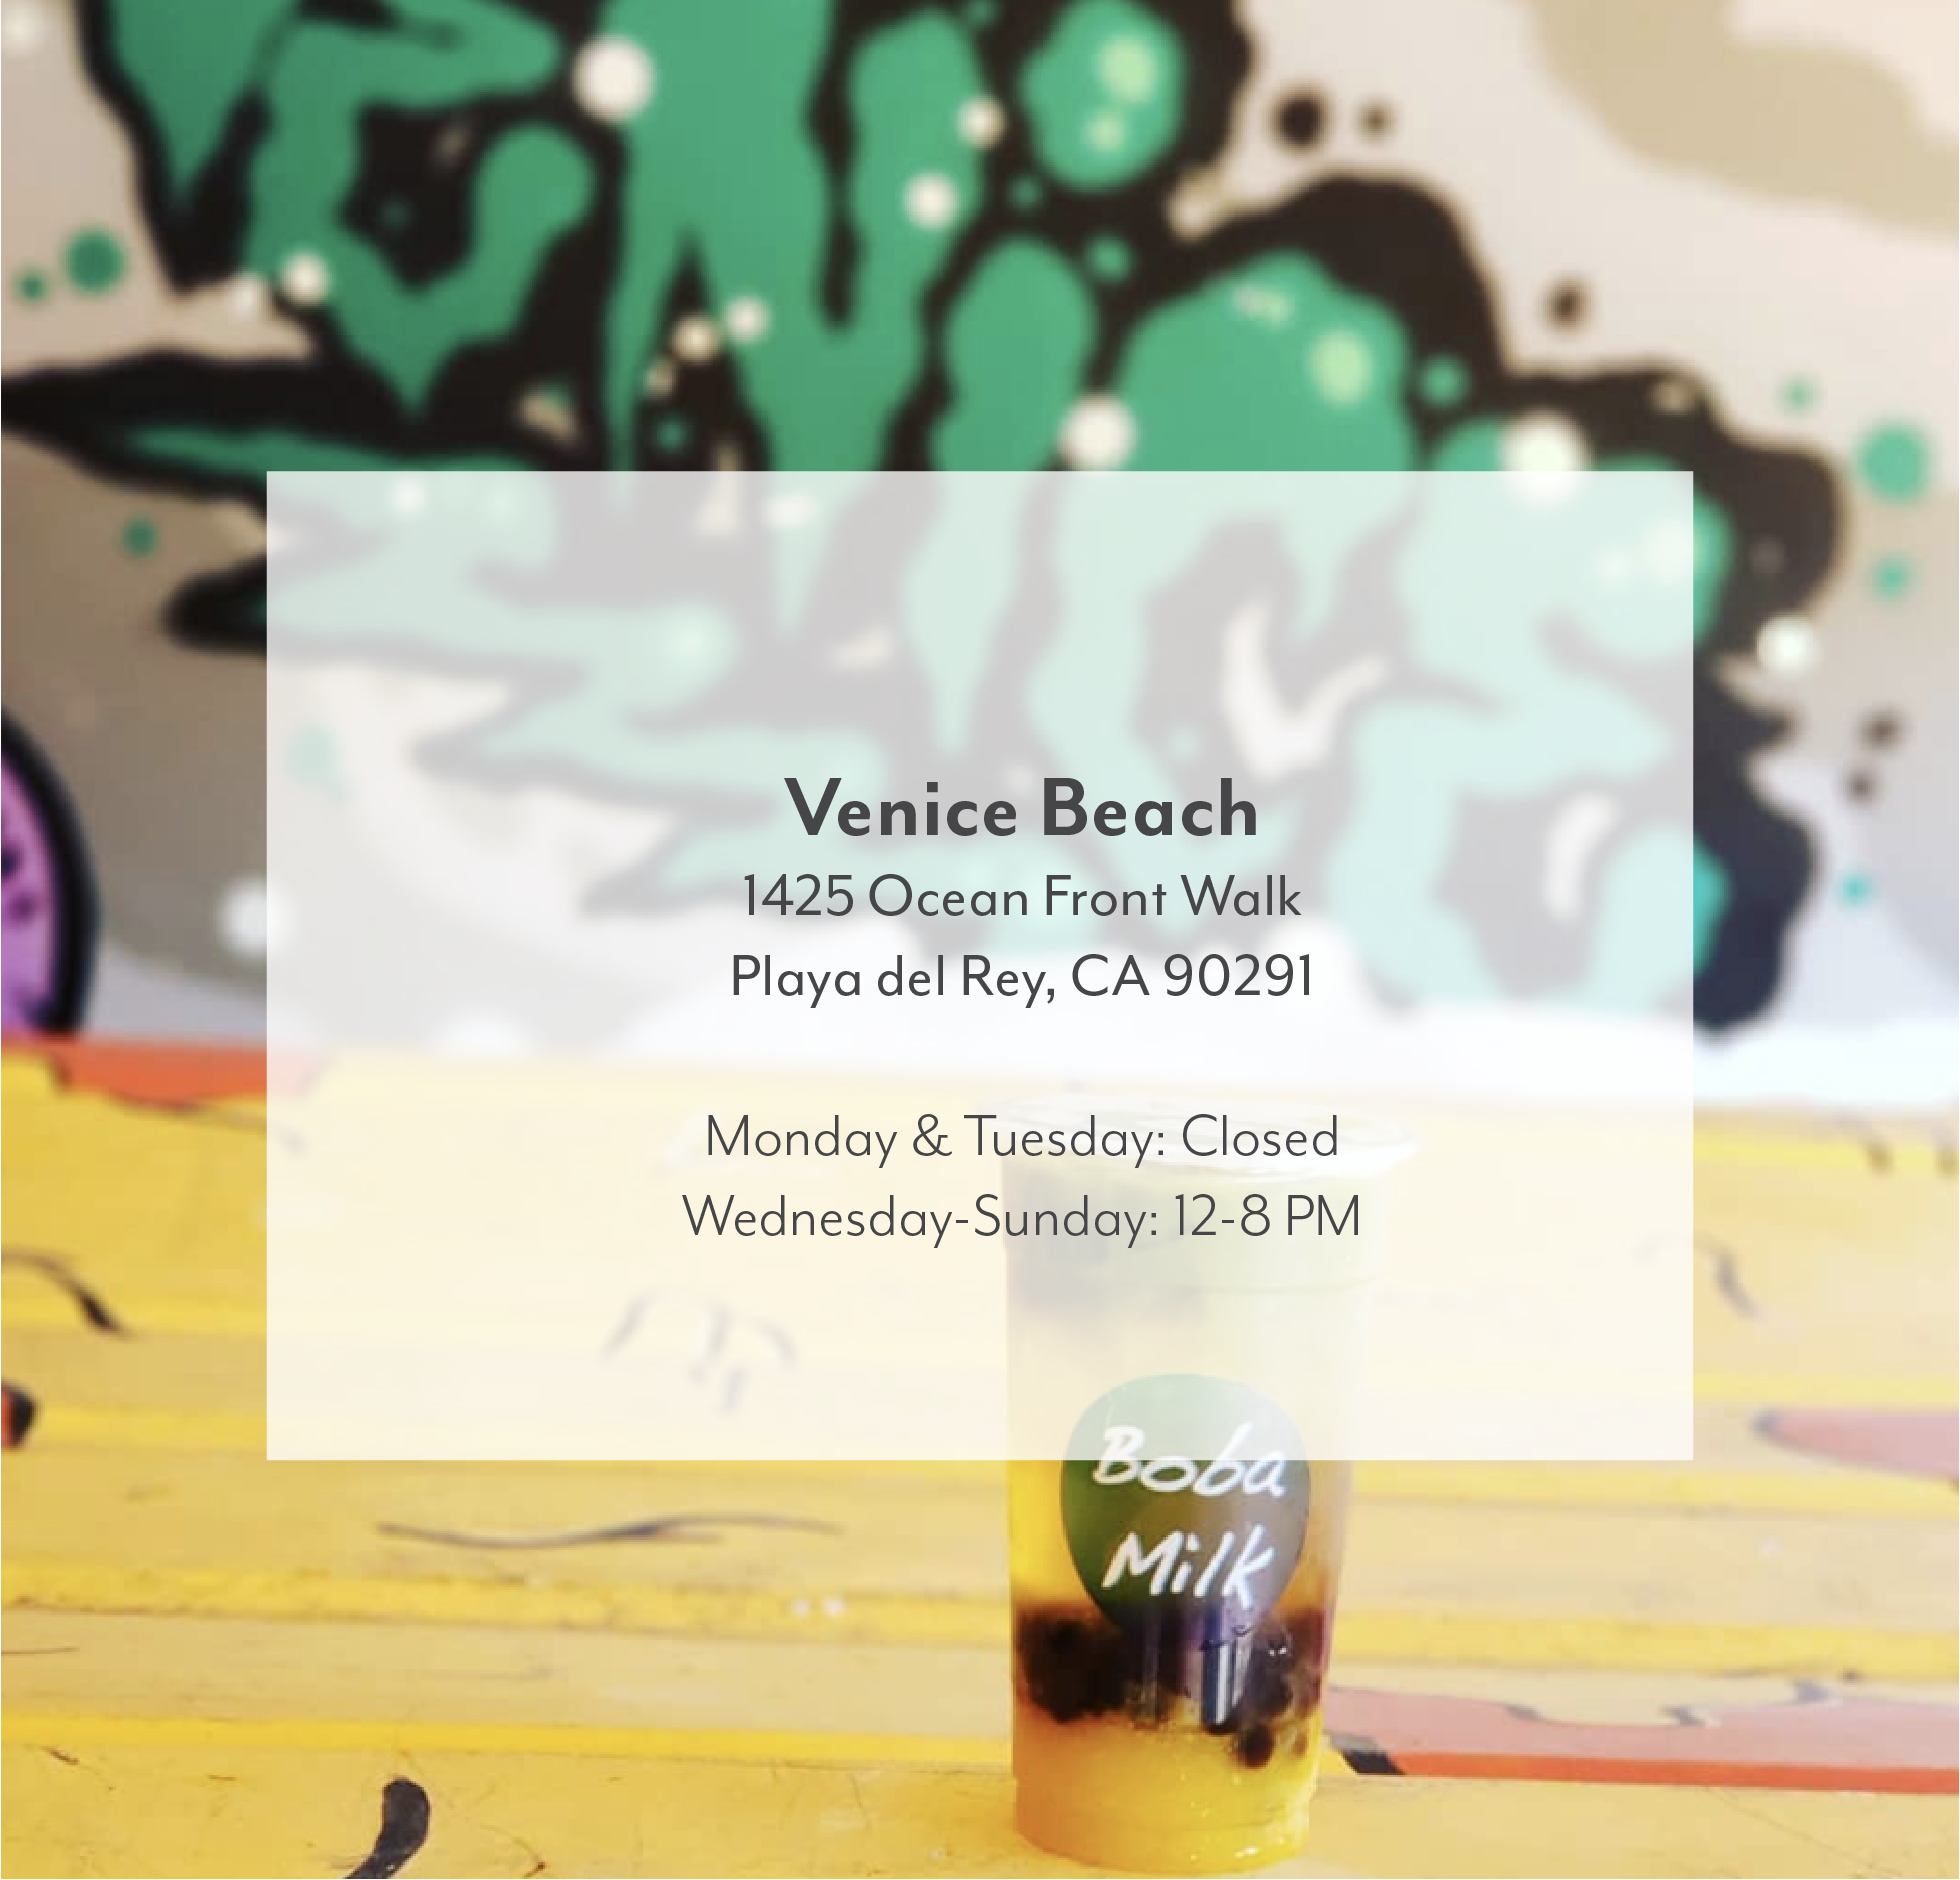 Venice Beach
1425 Ocean Front Walk
Playa del Rey, CA 90291
Monday & Tuesday: Closed
Wednesday-Sunday: 12-8 PM
Boba
Milk